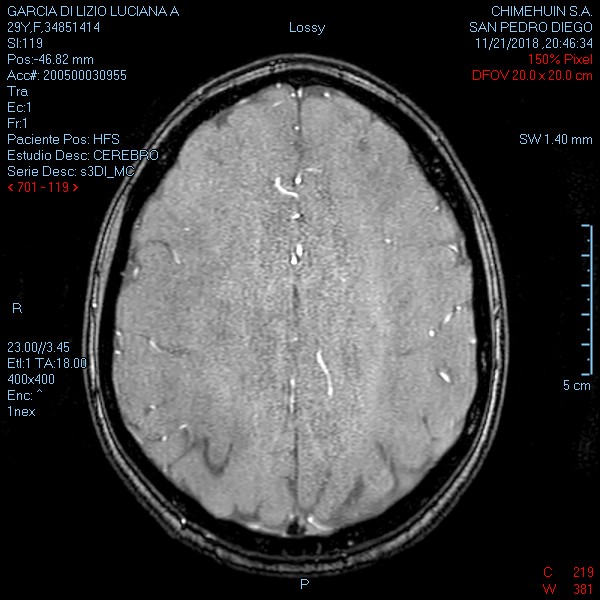 GARCIA DI LIZIO LUCIANA A
29Y,F,34851414
Sl:119
Pos:-46.82 mm
Acc#: 200500030955
Tra
Ec:1
Fr:1
Paciente Pos: HFS
Estudio Desc: CEREBRO
Serie Desc: s3DI_MC
< 701 - 119 >
Lossy
P
CHIMEHUIN S.A.
SAN PEDRO DIEGO
11/21/2018 ,20:46:34
150% Pixel
DFOV 20.0 x 20.0 cm
SW 1.40 mm
R
23.00//3.45
Etl:1 TA:18.00
400x400
Enc: ^
1nex
5 cm
P
C 219
W 381